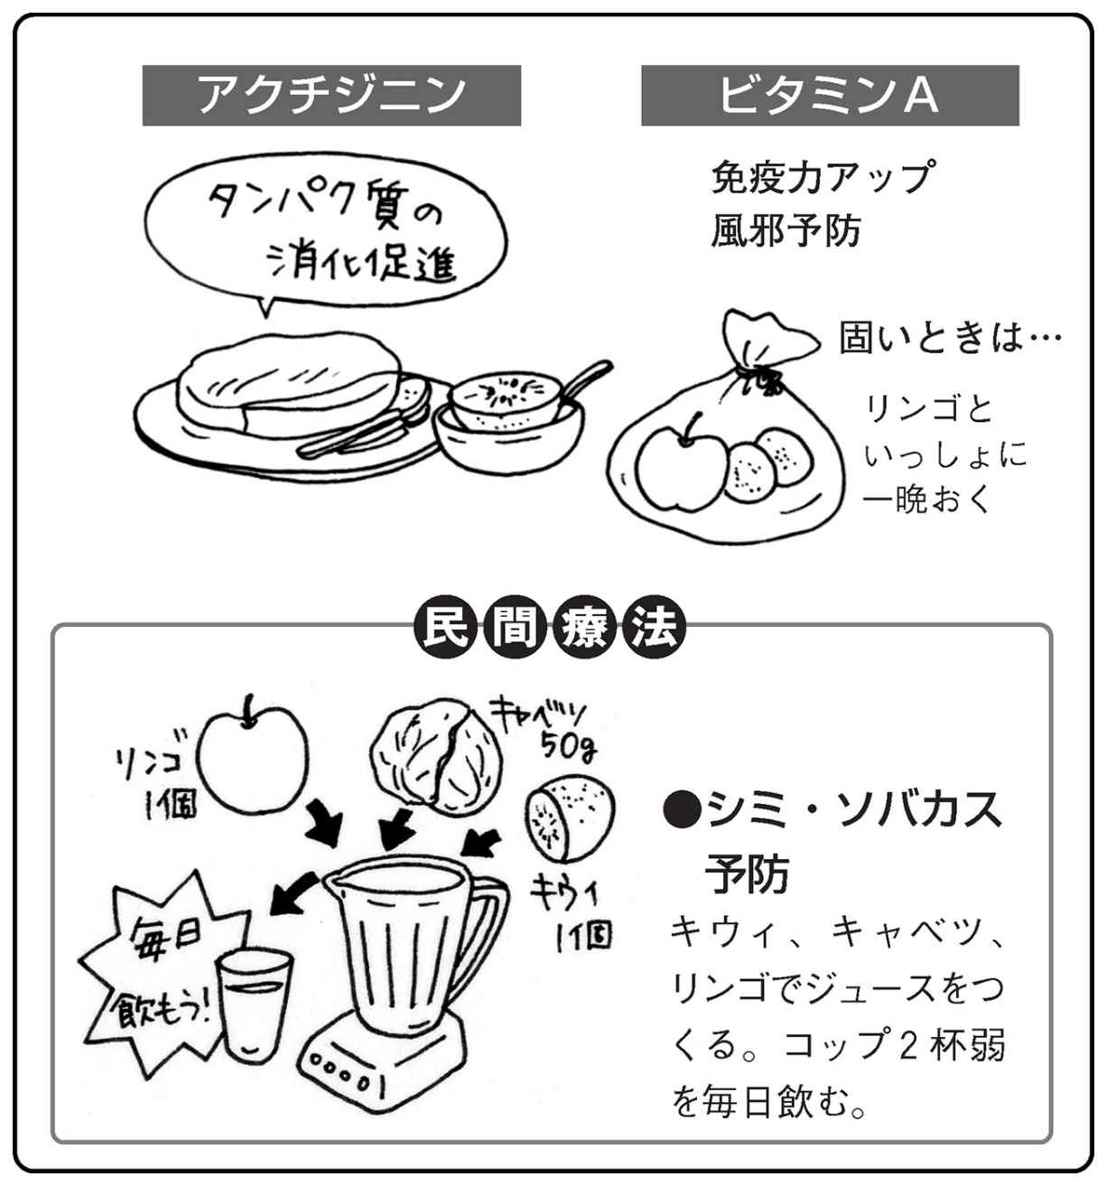 アクチジニン
タンパク質の
消化促進
ビタミンA
免疫力アップ
風邪予防
固いときは…
リンゴと
いっしょに
一晩おく
民間療法
リンゴ
1個
キャベツ
50g
キウィ
1個
毎日
飲もう!
●シミ・ソバカス
予防
キウィ、キャベツ、
リンゴでジュースをつ
くる。コップ2杯弱
を毎日飲む。